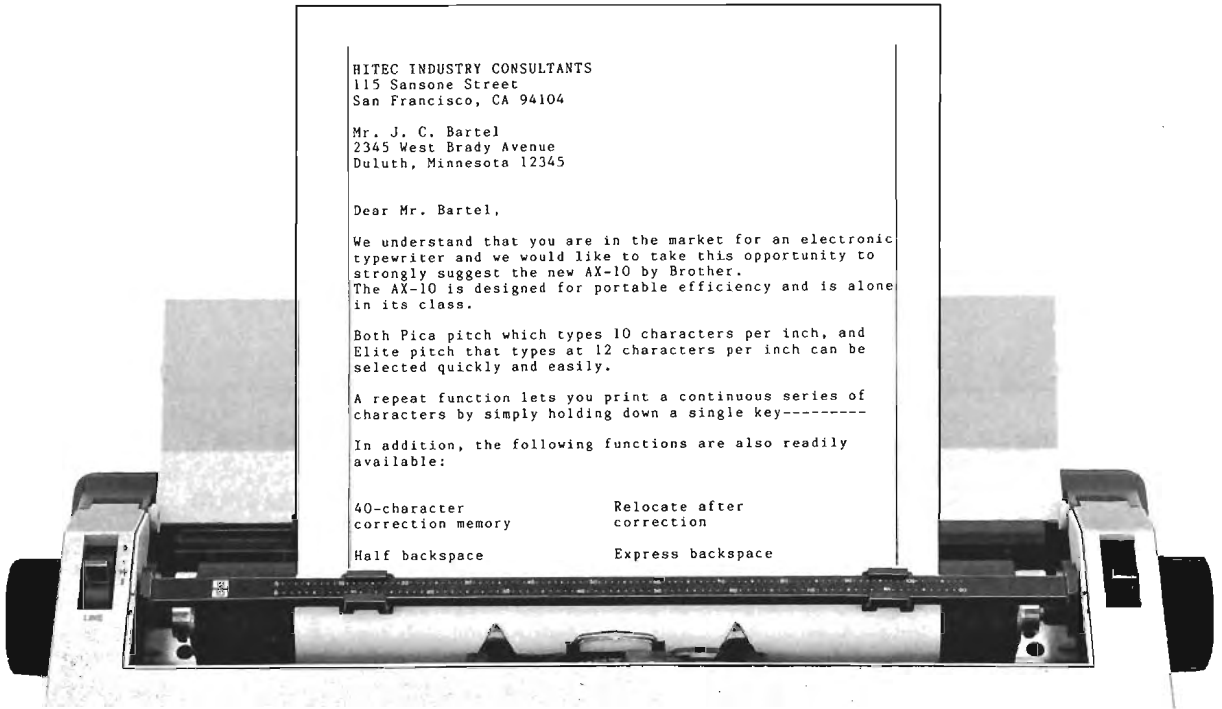 HITEC INDUSTRY CONSULTANTS
115 Sansone Street
San Francisco, CA 94104
Mr. J. C. Bartel
2345 West Brady Avenue
Duluth, Minnesota 12345
Dear Mr. Bartel,
We understand that you are in the market for an electronic
typewriter and we would like to take this opportunity to
strongly suggest the new AX-10 by Brother.
The AX-10 is designed for portable efficiency and is alone
in its class.
Both Pica pitch which types 10 characters per inch, and
Elite pitch that types at 12 characters per inch can be
selected quickly and easily.
A repeat function lets you print a continuous series of
characters by simply holding down a single key---------
In addition, the following functions are also readily
available:
40-character Relocate after
correction memory correction
Half backspace Express backspace
LINE